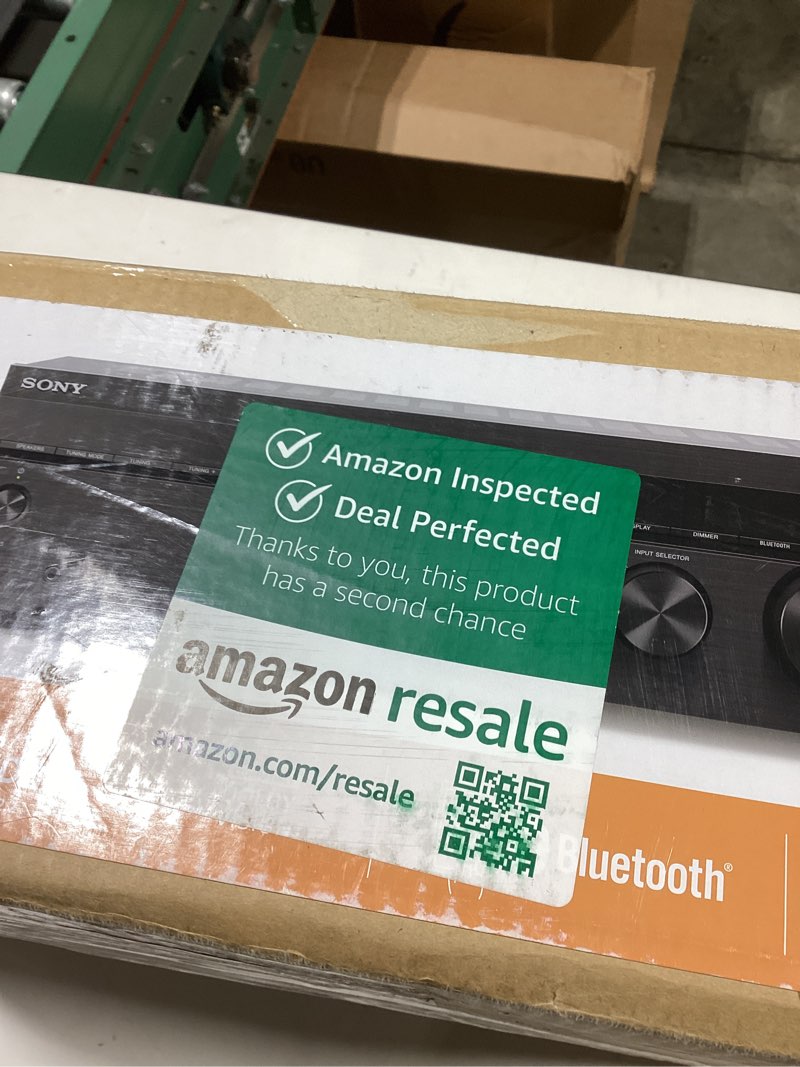 SONY
SPEAKERS
TUNING MODE
TUNING
TUNING +
Amazon Inspected
Deal Perfected
Thanks to you, this product
has a second chance
amazon resale
amazon.com/resale
DIMMER
BLUETOOTH
INPUT SELECTOR
Bluetooth®